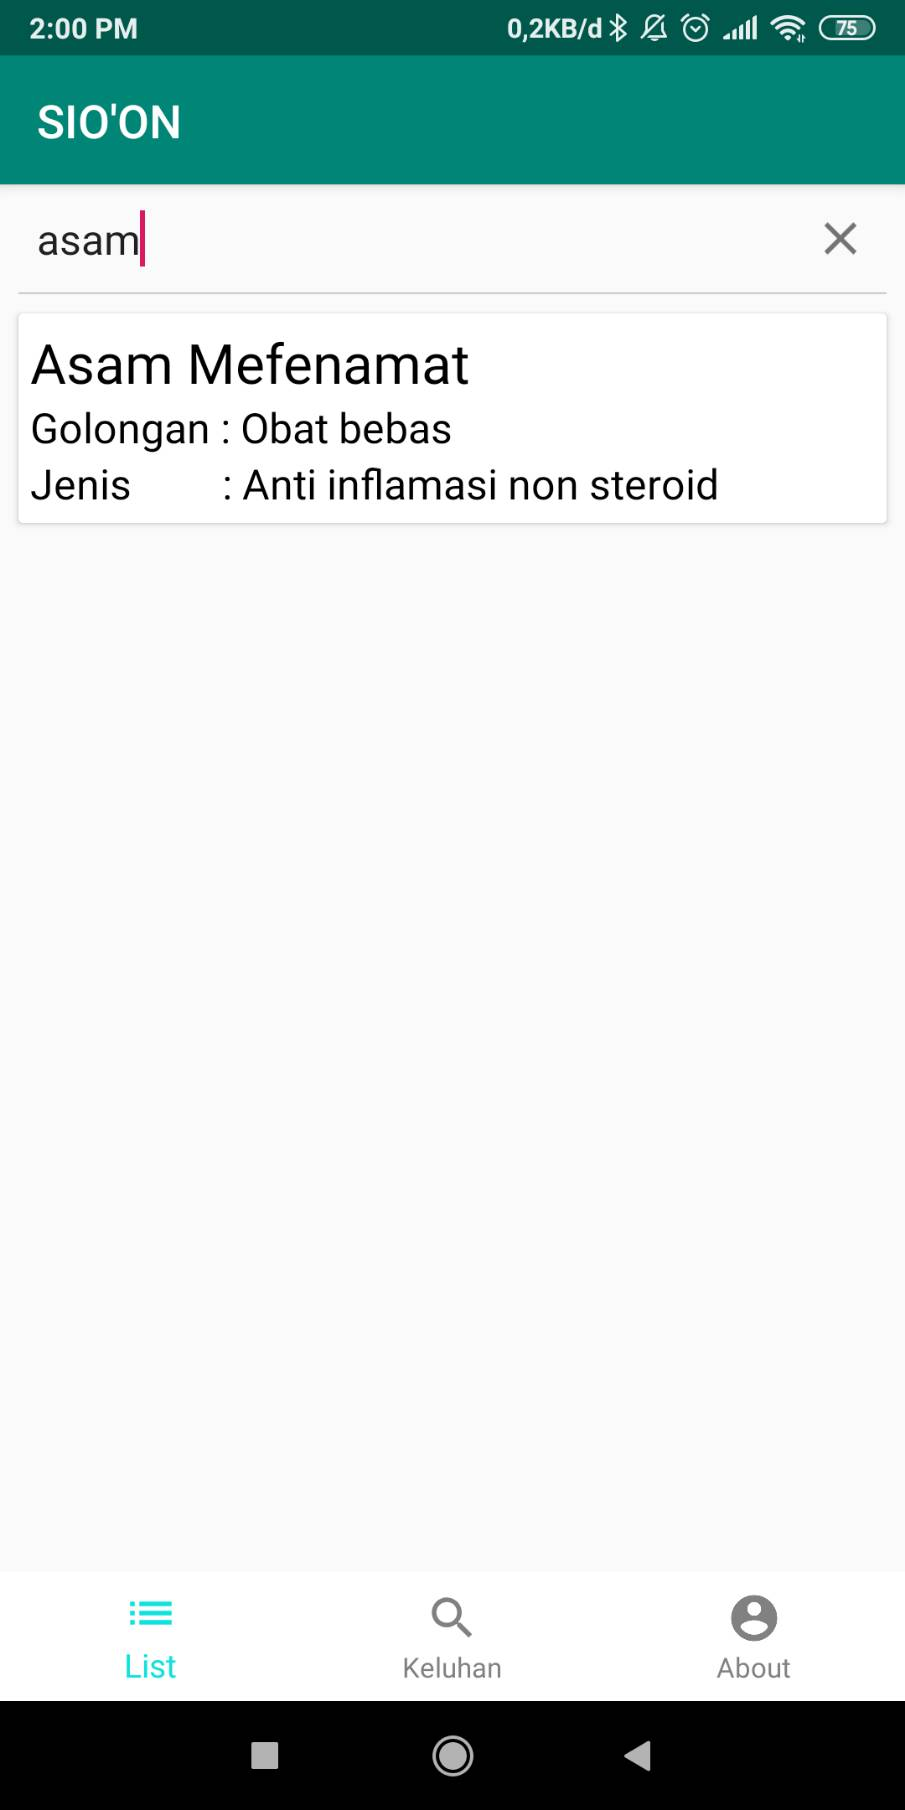 2:00 PM 0,2KB/d 75
SIO'ON
asam
Asam Mefenamat
Golongan : Obat bebas
Jenis : Anti inflamasi non steroid
List Keluhan About